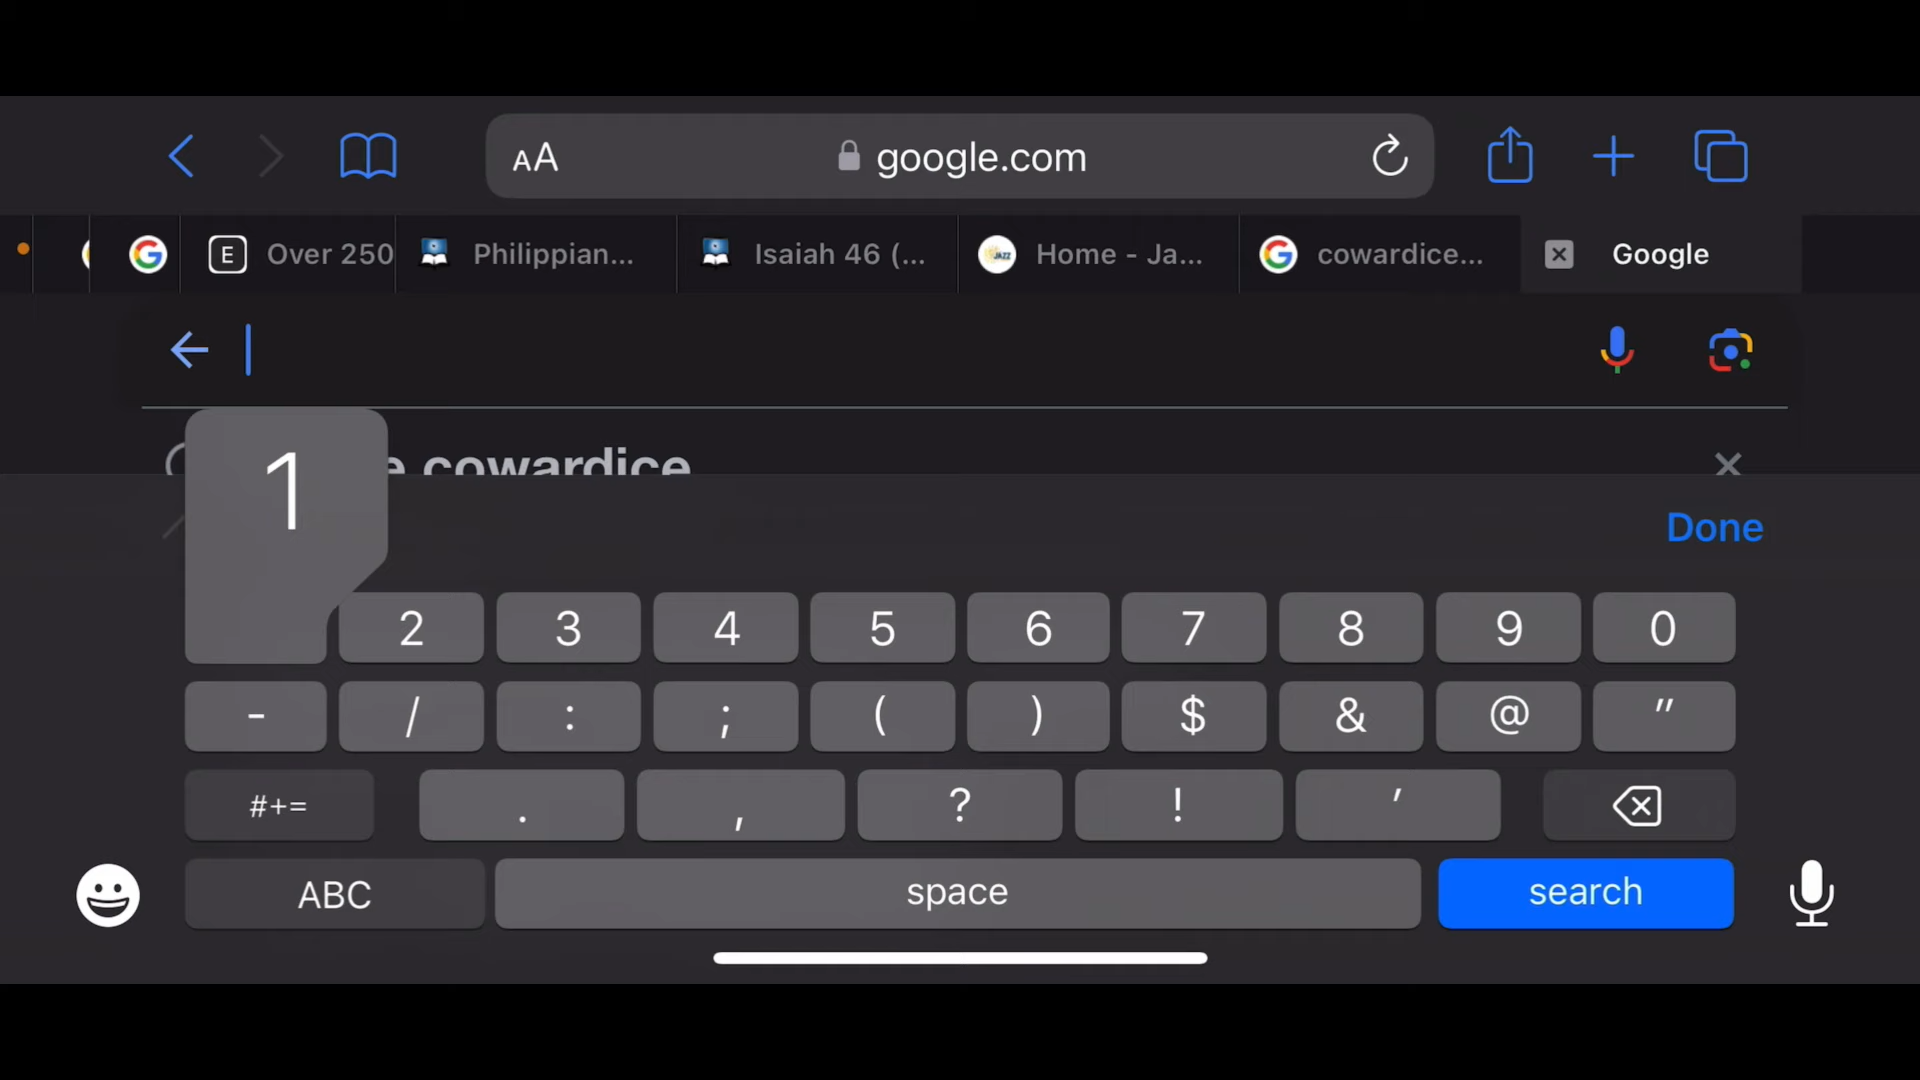 AA google.com
E Over 250 Philippian... Isaiah 46 (... JAZZ Home - Ja... cowardice... Google
cowardice
1
Done
2 3 4 5 6 7 8 9 0
- / : ; ( ) $ & @ "
#+= . , ? ! '
ABC space search